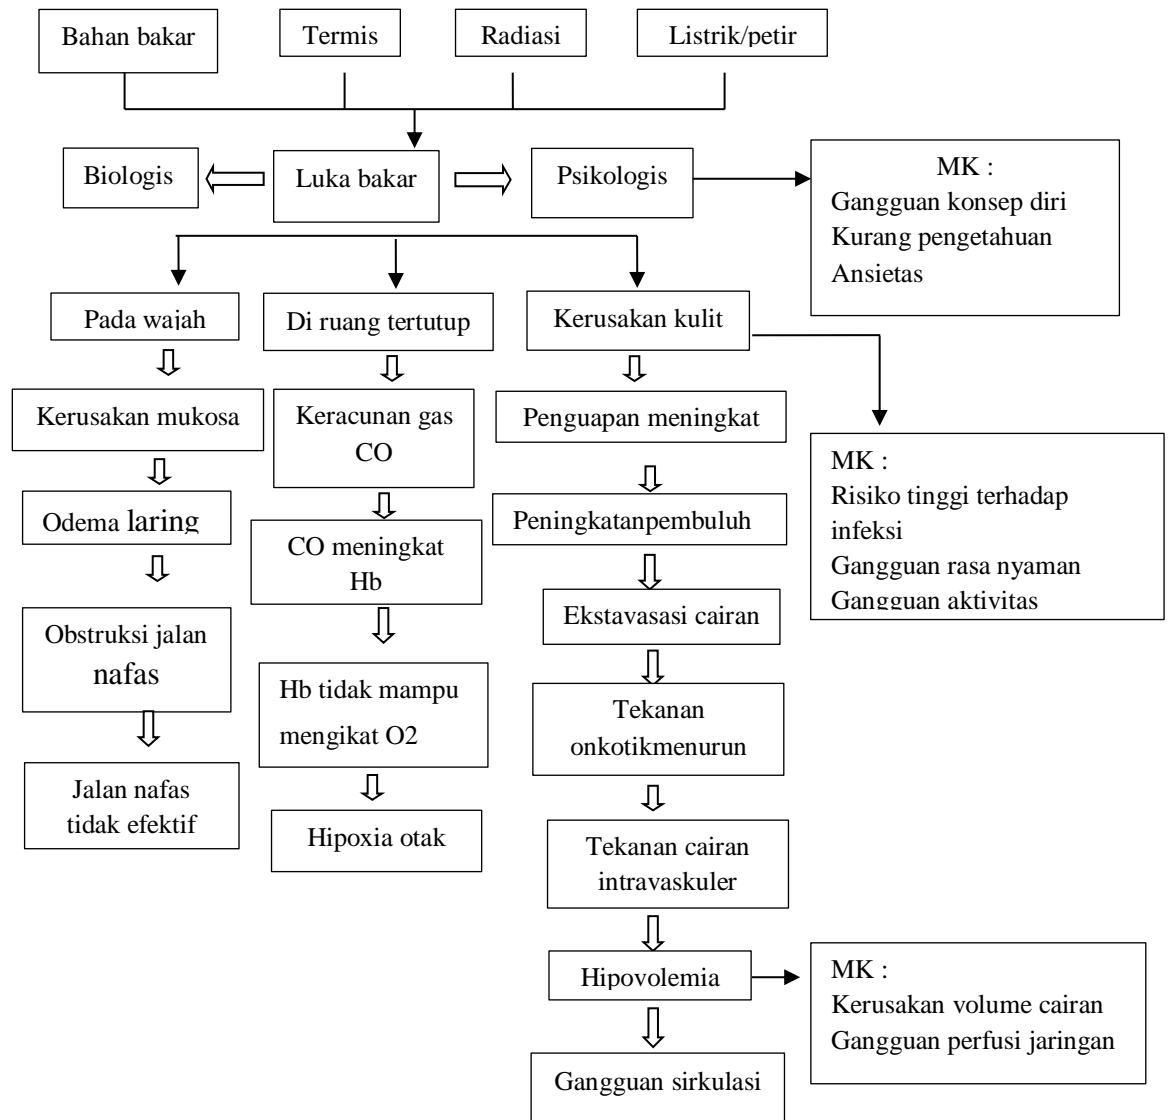 Bahan bakar
Termis
Radiasi
Listrik/petir
Biologis
Luka bakar
Psikologis
MK :
Gangguan konsep diri
Kurang pengetahuan
Ansietas
Pada wajah
Di ruang tertutup
Kerusakan kulit
Kerusakan mukosa
Keracunan gas
CO
Penguapan meningkat
MK :
Risiko tinggi terhadap
infeksi
Gangguan rasa nyaman
Gangguan aktivitas
Odema laring
CO meningkat
Hb
Peningkatanpembuluh
Ekstavasasi cairan
Obstruksi jalan
nafas
Hb tidak mampu
mengikat O2
Tekanan
onkotikmenurun
Jalan nafas
tidak efektif
Hipoxia otak
Tekanan cairan
intravaskuler
Hipovolemia
MK :
Kerusakan volume cairan
Gangguan perfusi jaringan
Gangguan sirkulasi